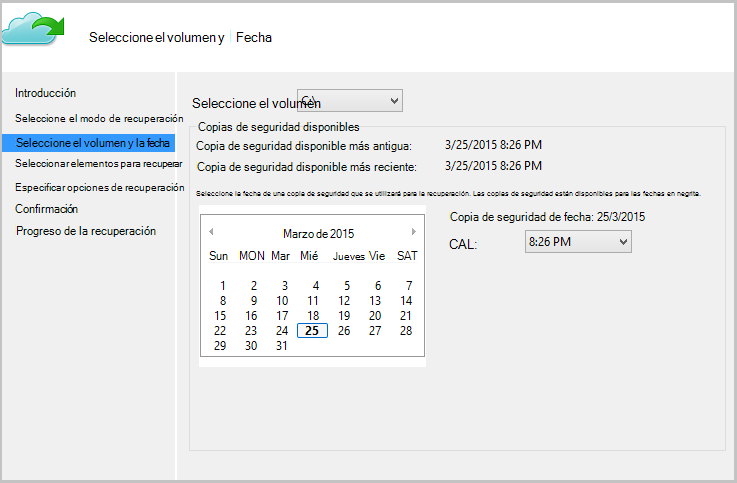 Seleccione el volumen y Fecha
Introducción
Seleccione el modo de recuperación
Seleccione el volumen y la fecha
Seleccionar elementos para recuperar
Especificar opciones de recuperación
Confirmación
Progreso de la recuperación
Seleccione el volumen C:\
Copias de seguridad disponibles
Copia de seguridad disponible más antigua: 3/25/2015 8:26 PM
Copia de seguridad disponible más reciente: 3/25/2015 8:26 PM
Seleccione la fecha de una copia de seguridad que se utilizará para la recuperación. Las copias de seguridad están disponibles para las fechas en negrita.
Marzo de 2015
Sun MON Mar Mié Jueves Vie SAT
1 2 3 4 5 6 7
8 9 10 11 12 13 14
15 16 17 18 19 20 21
22 23 24 25 26 27 28
29 30 31
Copia de seguridad de fecha: 25/3/2015
CAL: 8:26 PM